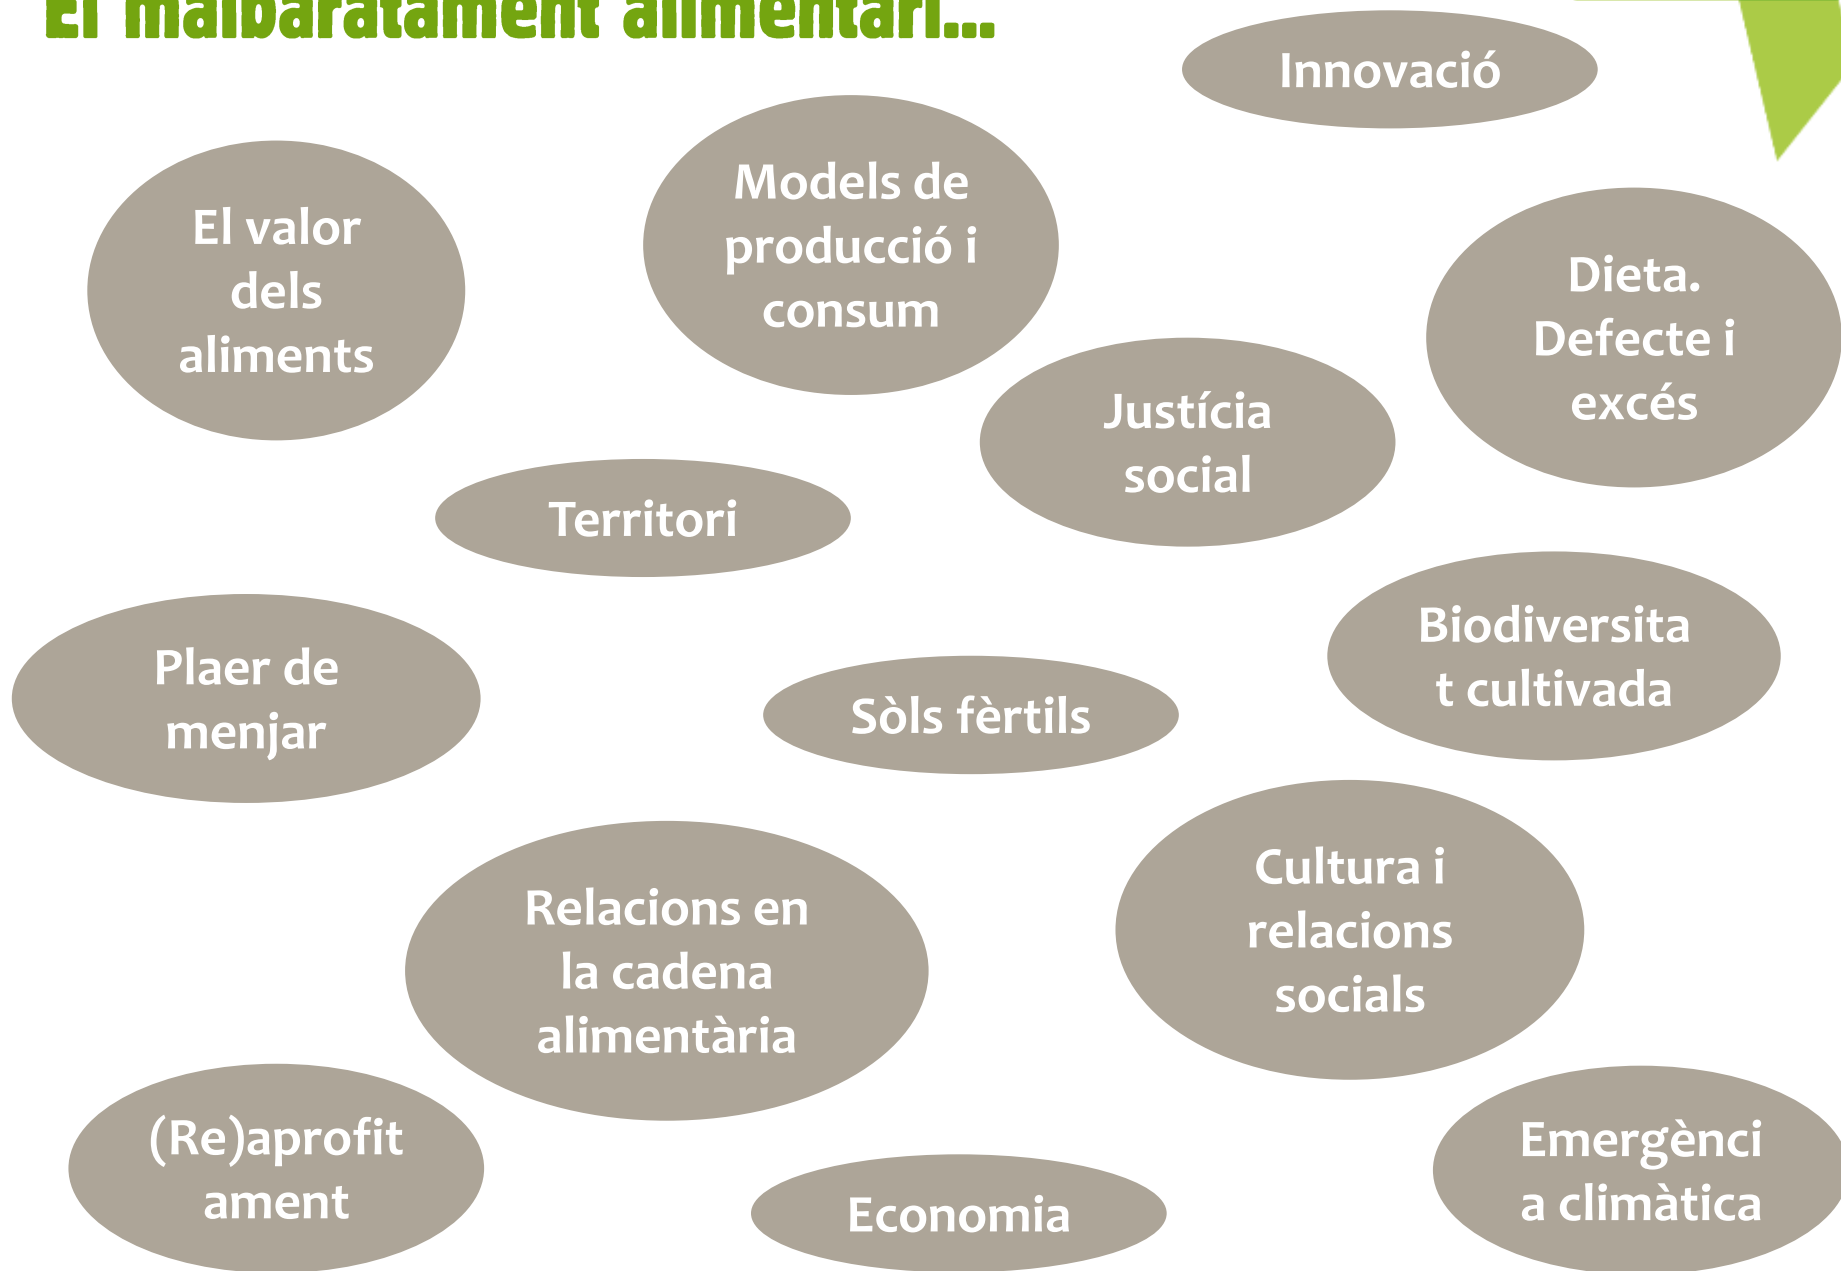 El malbaratament alimentari...
Innovació
Models de
producció i
consum
El valor
dels
aliments
Dieta.
Defecte i
excés
Justícia
social
Territori
Biodiversita
t cultivada
Plaer de
menjar
Sòls fèrtils
Cultura i
relacions
socials
Relacions en
la cadena
alimentària
(Re)aprofit
ament
Economia
Emergènci
a climàtica